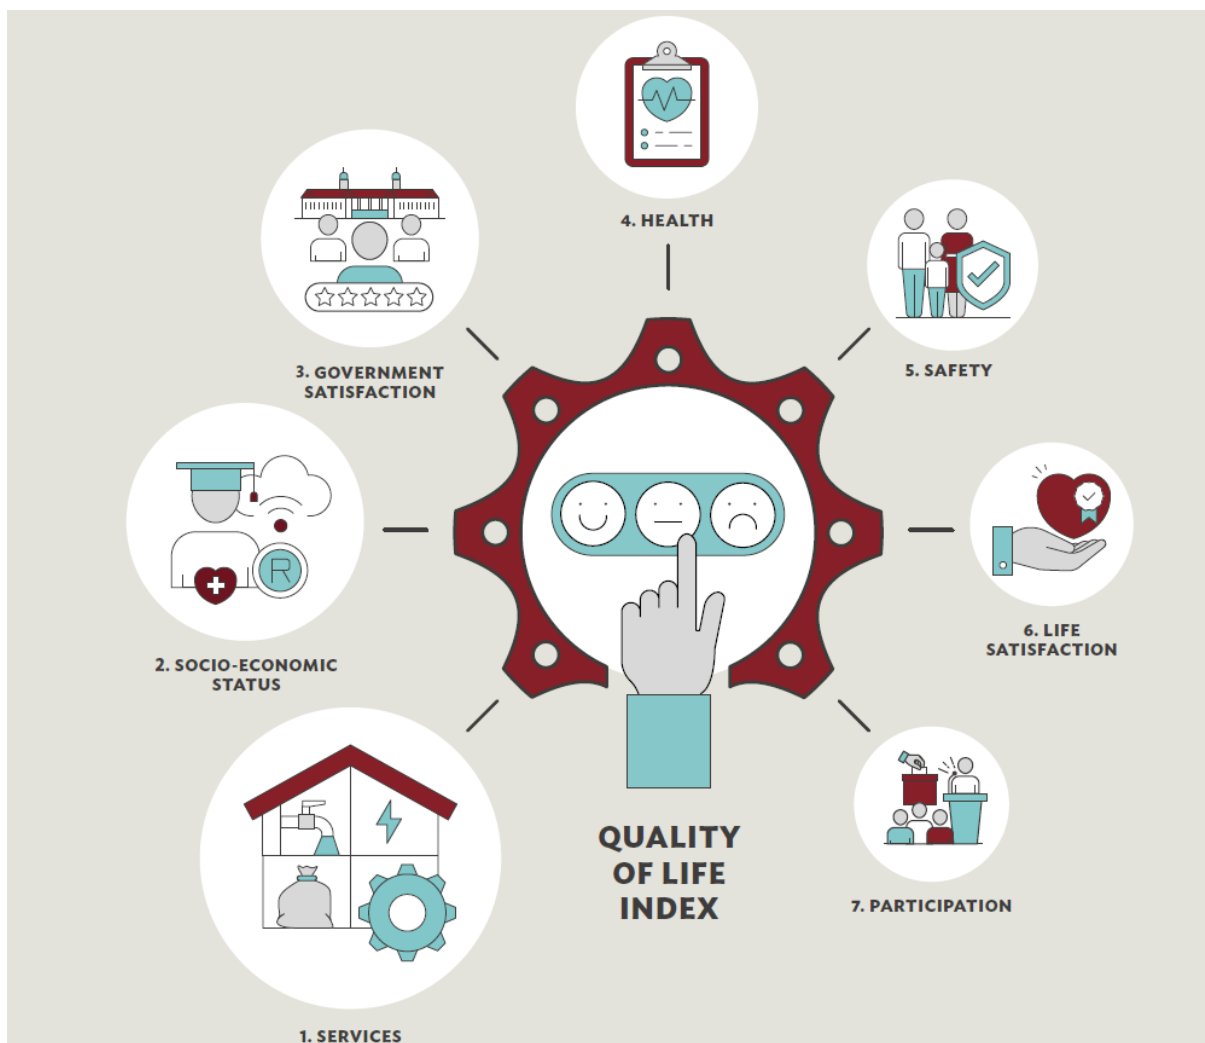 4. HEALTH
3. GOVERNMENT
SATISFACTION
5. SAFETY
2. SOCIO-ECONOMIC
STATUS
R
6. LIFE
SATISFACTION
QUALITY
OF LIFE
INDEX
7. PARTICIPATION
1. SERVICES